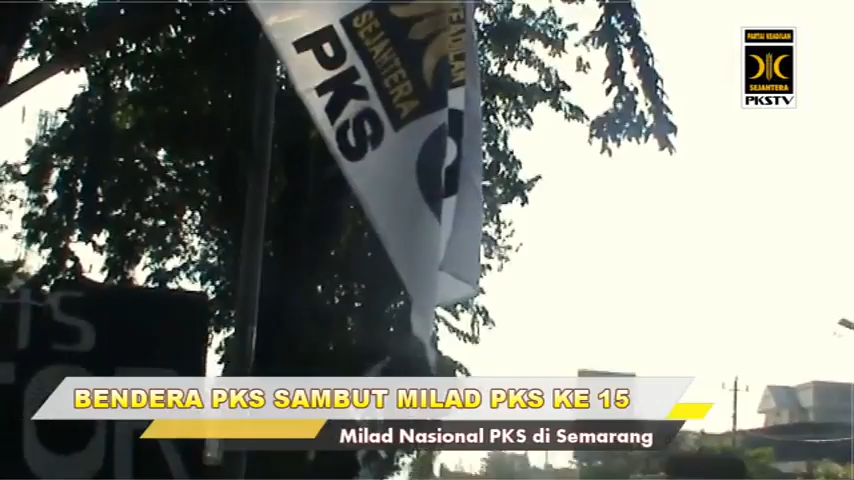 PARTAI KEADILAN
SEJAHTERA
PKSTV
PKS
SEJAHTERA
BENDERA PKS SAMBUT MILAD PKS KE 15
Milad Nasional PKS di Semarang